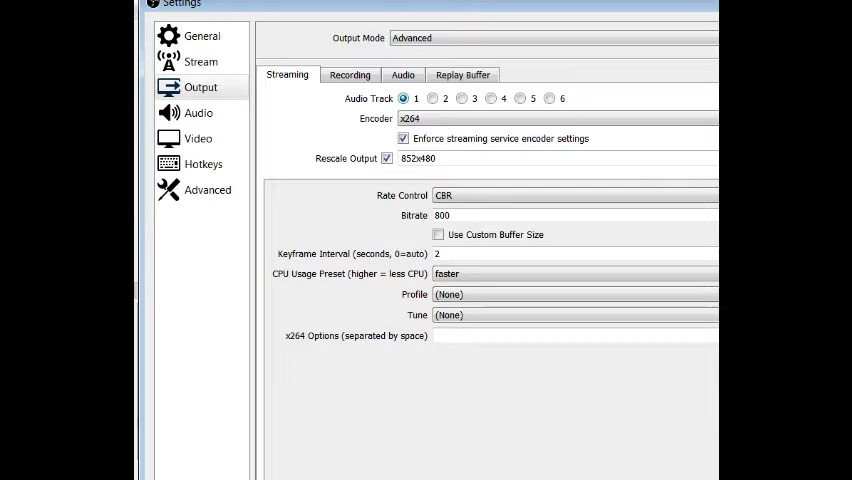 Settings
General
Stream
Output
Audio
Video
Hotkeys
Advanced
Output Mode Advanced
Streaming Recording Audio Replay Buffer
Audio Track 1 2 3 4 5 6
Encoder x264
Enforce streaming service encoder settings
Rescale Output 852x480
Rate Control CBR
Bitrate 800
Use Custom Buffer Size
Keyframe Interval (seconds, 0=auto) 2
CPU Usage Preset (higher = less CPU) faster
Profile (None)
Tune (None)
x264 Options (separated by space)